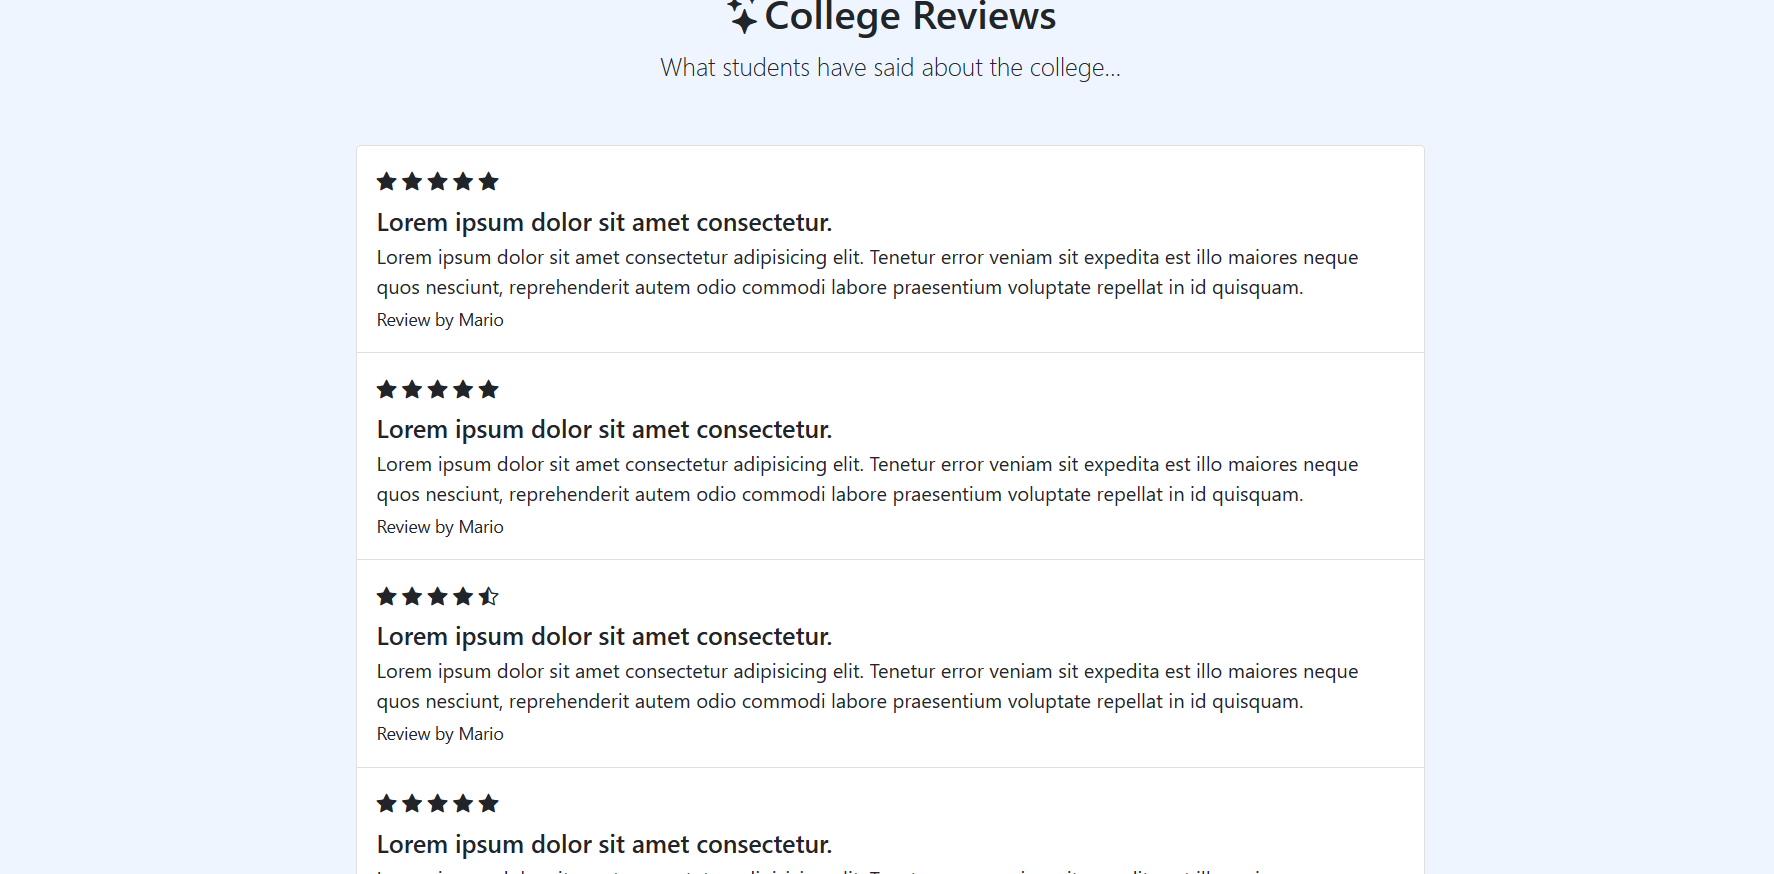 College Reviews
What students have said about the college...
Lorem ipsum dolor sit amet consectetur.
Lorem ipsum dolor sit amet consectetur adipisicing elit. Tenetur error veniam sit expedita est illo maiores neque
quos nesciunt, reprehenderit autem odio commodi labore praesentium voluptate repellat in id quisquam.
Review by Mario
Lorem ipsum dolor sit amet consectetur.
Lorem ipsum dolor sit amet consectetur adipisicing elit. Tenetur error veniam sit expedita est illo maiores neque
quos nesciunt, reprehenderit autem odio commodi labore praesentium voluptate repellat in id quisquam.
Review by Mario
Lorem ipsum dolor sit amet consectetur.
Lorem ipsum dolor sit amet consectetur adipisicing elit. Tenetur error veniam sit expedita est illo maiores neque
quos nesciunt, reprehenderit autem odio commodi labore praesentium voluptate repellat in id quisquam.
Review by Mario
Lorem ipsum dolor sit amet consectetur.